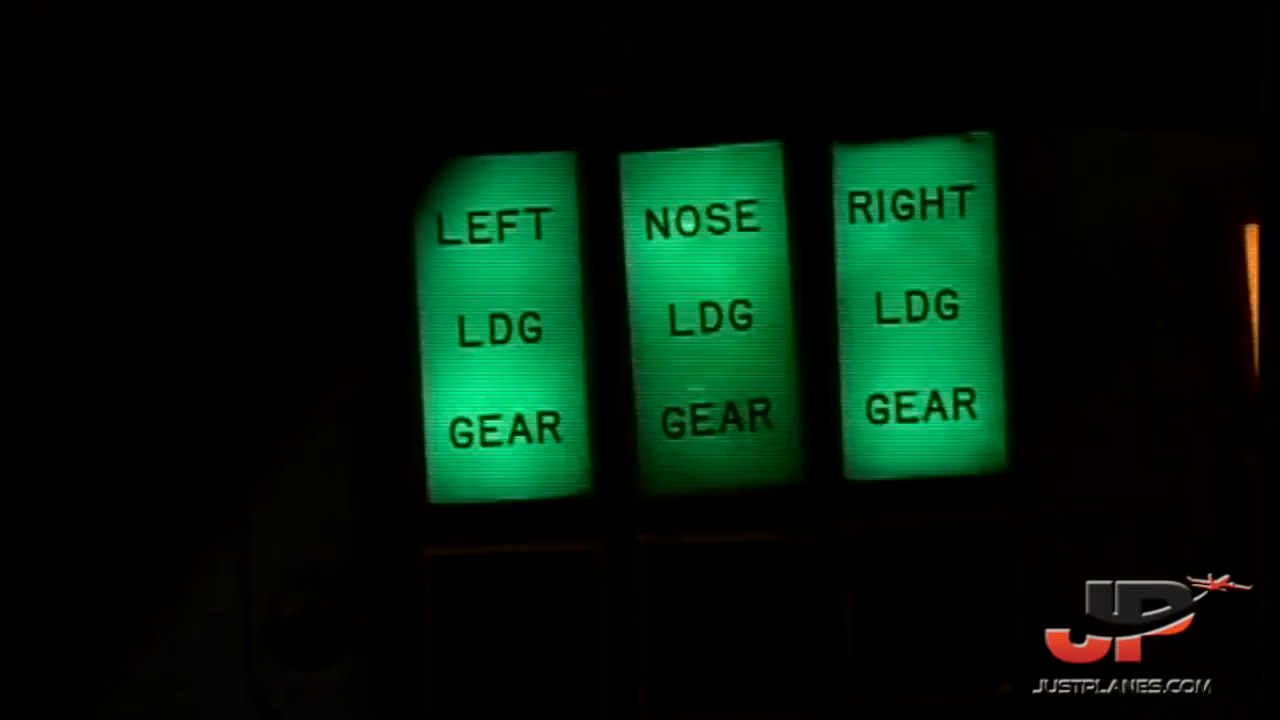 LEFT
LDG
GEAR
NOSE
LDG
GEAR
RIGHT
LDG
GEAR
JP
JUSTPLANES.COM